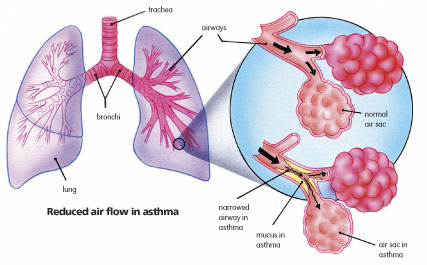 trachea
airways
bronchi
lung
normal
air sac
Reduced air flow in asthma
narrowed
airway in
asthma
mucus in
asthma
air sac in
asthma